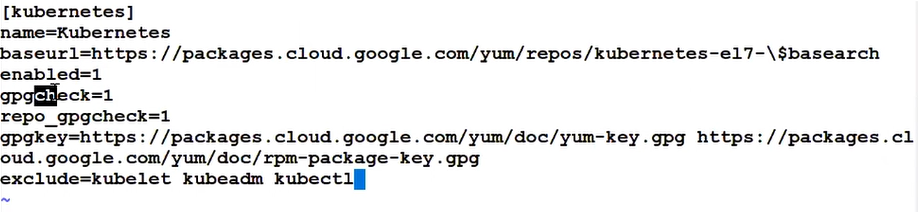 [kubernetes]
name=Kubernetes
baseurl=https://packages.cloud.google.com/yum/repos/kubernetes-el7-\$basearch
enabled=1
gpgcheck=1
repo_gpgcheck=1
gpgkey=https://packages.cloud.google.com/yum/doc/yum-key.gpg https://packages.cl
oud.google.com/yum/doc/rpm-package-key.gpg
exclude=kubelet kubeadm kubectl
~